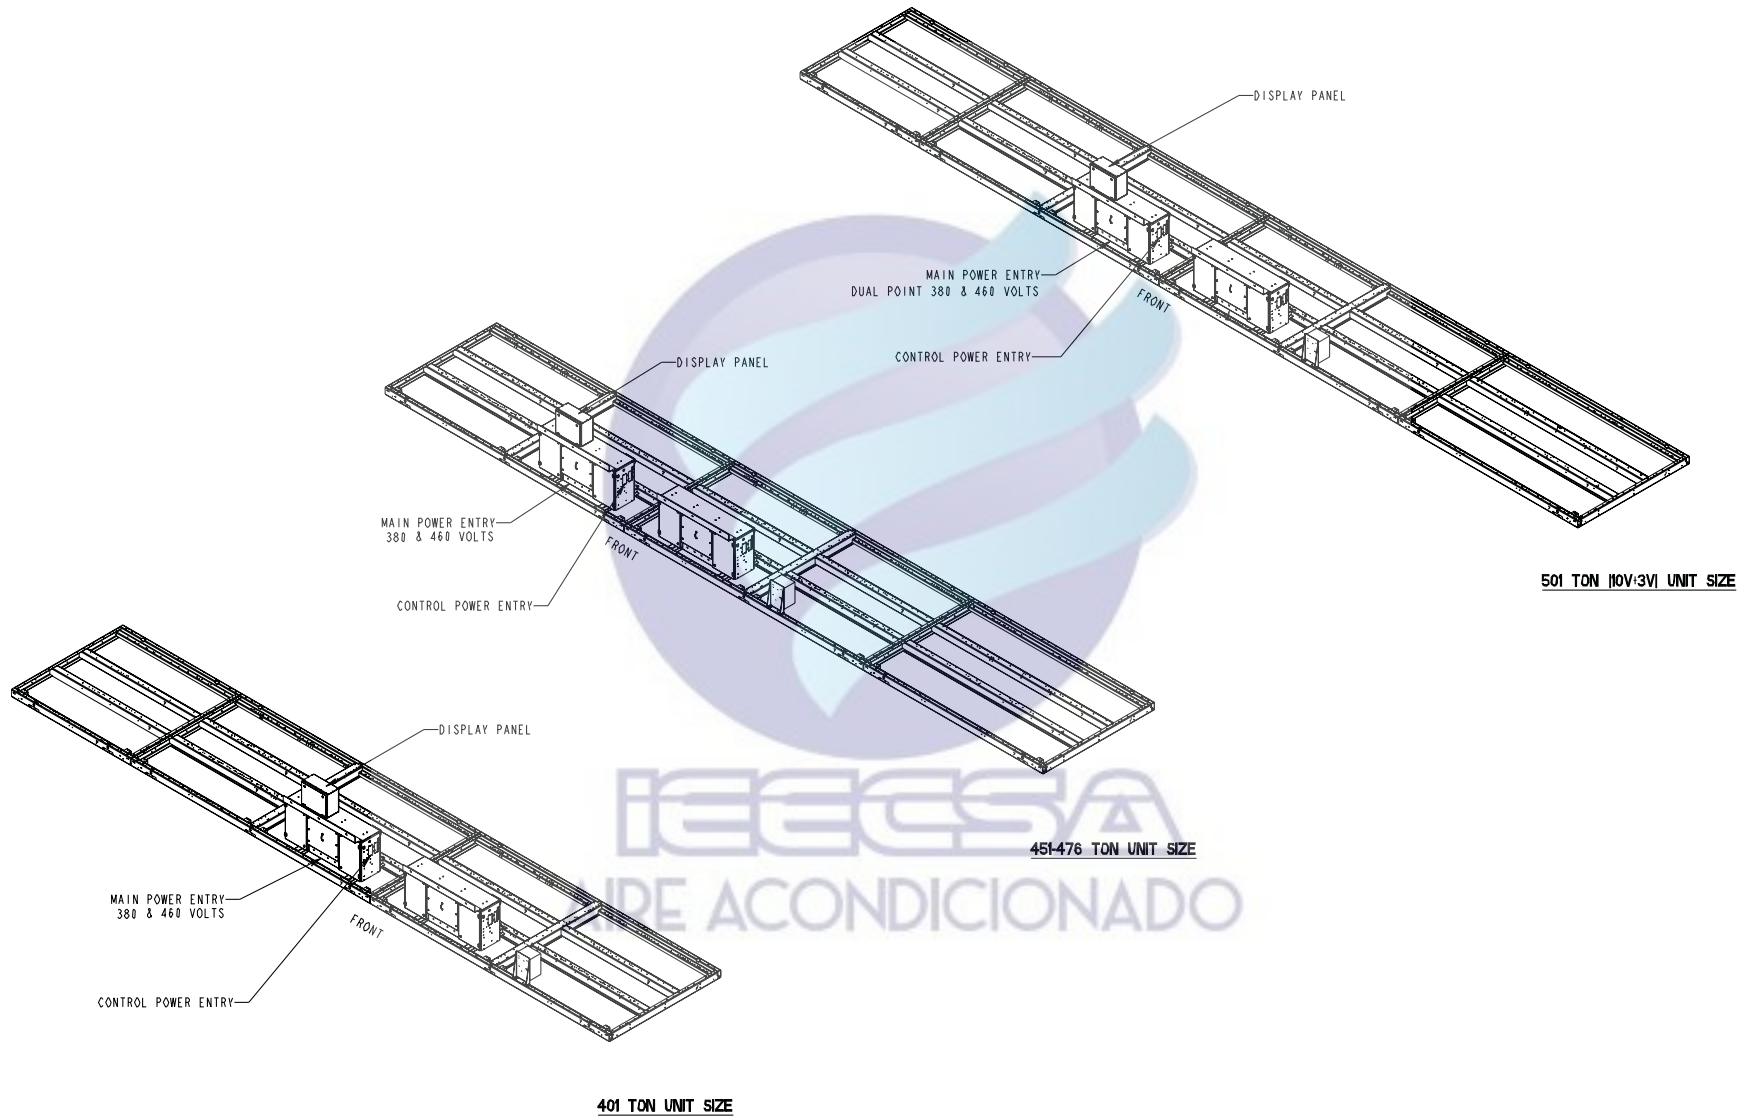 DISPLAY PANEL
MAIN POWER ENTRY
DUAL POINT 380 & 460 VOLTS
FRONT
CONTROL POWER ENTRY
501 TON |10V+3V| UNIT SIZE
DISPLAY PANEL
MAIN POWER ENTRY
380 & 460 VOLTS
FRONT
CONTROL POWER ENTRY
451-476 TON UNIT SIZE
DISPLAY PANEL
MAIN POWER ENTRY
380 & 460 VOLTS
FRONT
CONTROL POWER ENTRY
401 TON UNIT SIZE
IEECSA
AIRE ACONDICIONADO